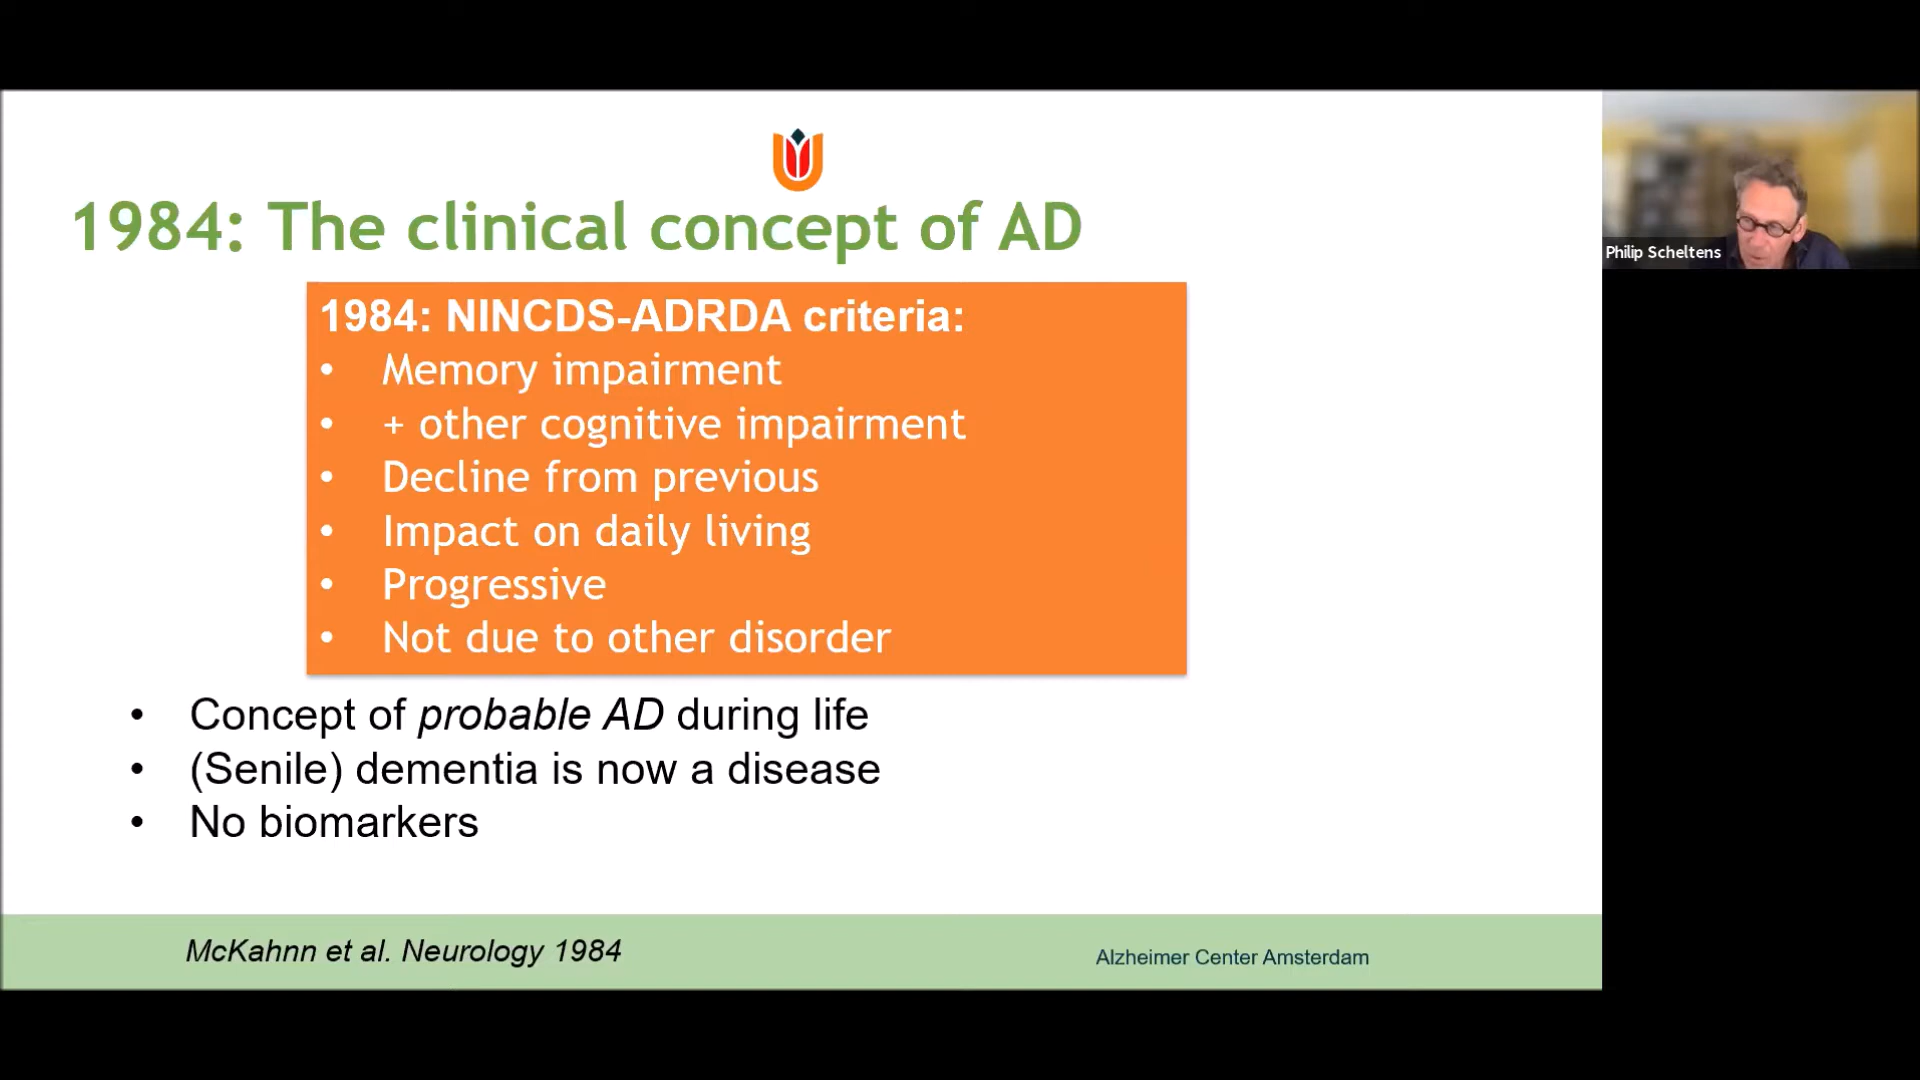 1984: The clinical concept of AD
1984: NINCDS-ADRDA criteria:
• Memory impairment
• + other cognitive impairment
• Decline from previous
• Impact on daily living
• Progressive
• Not due to other disorder
• Concept of probable AD during life
• (Senile) dementia is now a disease
• No biomarkers
McKahnn et al. Neurology 1984
Alzheimer Center Amsterdam
Philip Scheltens